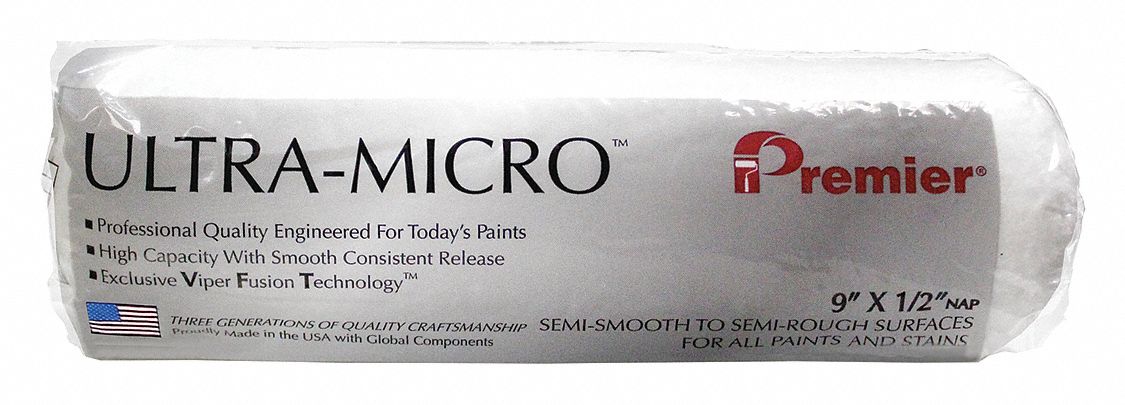 ULTRA-MICRO™
Premier®
▪ Professional Quality Engineered For Today's Paints
▪ High Capacity With Smooth Consistent Release
▪ Exclusive Viper Fusion Technology™
9" X 1/2" NAP
THREE GENERATIONS OF QUALITY CRAFTSMANSHIP
Proudly Made in the USA with Global Components
SEMI-SMOOTH TO SEMI-ROUGH SURFACES
FOR ALL PAINTS AND STAINS